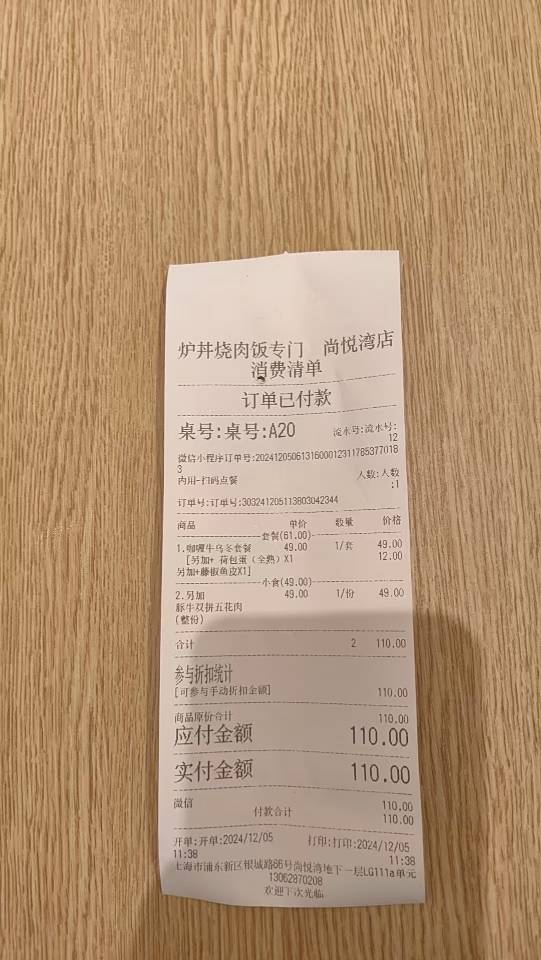 炉丼烧肉饭专门 尚悦湾店
消费清单
订单已付款
桌号:桌号:A20 流水号:流水号:
12
微信小程序订单号:2024120506131600012311785377018
3
内用-扫码点餐 人数:人数
:1
订单号:订单号:303241205113803042344
商品 单价 数量 价格
套餐(61.00)
1.咖喱牛乌冬套餐 49.00 1/套 49.00
[另加+ 荷包蛋（全熟）X1 12.00
另加+藤椒鱼皮X1]
小食(49.00)
2.另加 49.00 1/份 49.00
豚牛双拼五花肉
(整份)
合计 2 110.00
参与折扣统计
[可参与手动折扣金额] 110.00
商品原价合计 110.00
应付金额 110.00
实付金额 110.00
微信 110.00
付款合计 110.00
开单:开单:2024/12/05 打印:打印:2024/12/05
11:38 11:38
上海市浦东新区银城路66号尚悦湾地下一层LG111a单元
13062870208
欢迎下次光临